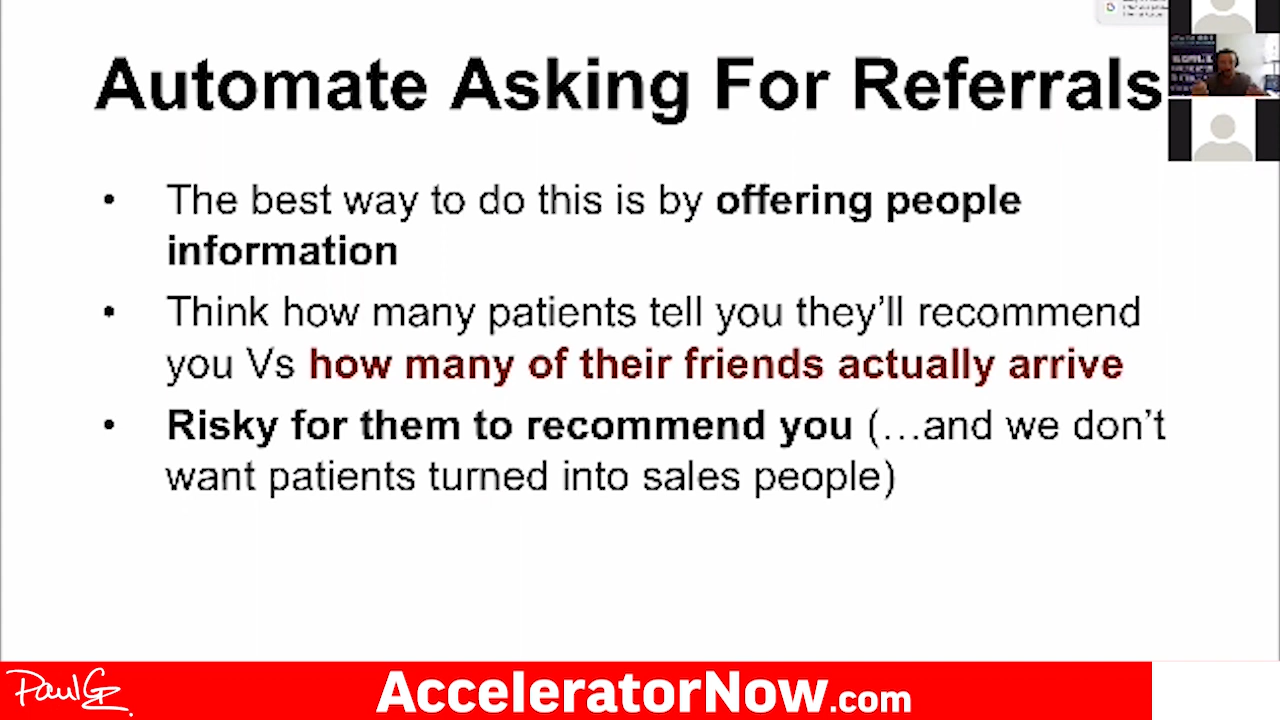 Automate Asking For Referrals
• The best way to do this is by offering people
information
• Think how many patients tell you they’ll recommend
you Vs how many of their friends actually arrive
• Risky for them to recommend you (…and we don’t
want patients turned into sales people)
PaulG.
AcceleratorNow.com